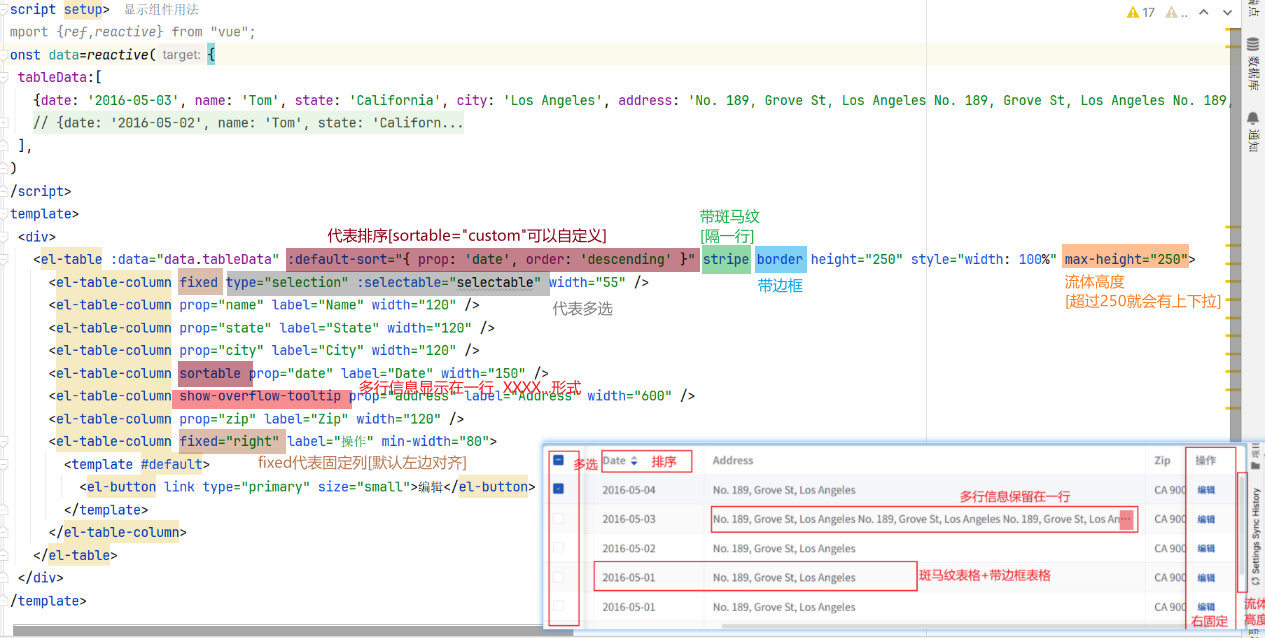 script setup> 显示组件用法
mport {ref,reactive} from "vue";
onst data=reactive( target: {
tableData:[
{date: '2016-05-03', name: 'Tom', state: 'California', city: 'Los Angeles', address: 'No. 189, Grove St, Los Angeles No. 189, Grove St, Los Angeles No. 189,
// {date: '2016-05-02', name: 'Tom', state: 'Californ...
],
)
/script>
template>
<div>
代表排序[sortable="custom"可以自定义]
带斑马纹
[隔一行]
<el-table :data="data.tableData" :default-sort="{ prop: 'date', order: 'descending' }" stripe border height="250" style="width: 100%" max-height="250">
<el-table-column fixed type="selection" :selectable="selectable" width="55" />
带边框
流体高度
[超过250就会有上下拉]
<el-table-column prop="name" label="Name" width="120" />
代表多选
<el-table-column prop="state" label="State" width="120" />
<el-table-column prop="city" label="City" width="120" />
<el-table-column sortable prop="date" label="Date" width="150" />
多行信息显示在一行 XXXX...形式
<el-table-column show-overflow-tooltip prop="address" label="Address" width="600" />
<el-table-column prop="zip" label="Zip" width="120" />
<el-table-column fixed="right" label="操作" min-width="80">
<template #default>
fixed代表固定列[默认左边对齐]
<el-button link type="primary" size="small">编辑</el-button>
</template>
</el-table-column>
</el-table>
</div>
/template>
17
数据库
通知
多选 Date 排序 Address Zip 操作
2016-05-04 No. 189, Grove St, Los Angeles CA 900 编辑
多行信息保留在一行
2016-05-03 No. 189, Grove St, Los Angeles No. 189, Grove St, Los Angeles No. 189, Grove St, Los An... CA 900 编辑
2016-05-02 No. 189, Grove St, Los Angeles CA 900 编辑
2016-05-01 No. 189, Grove St, Los Angeles 斑马纹表格+带边框表格 CA 900 编辑
2016-05-01 No. 189, Grove St, Los Angeles CA 900 编辑
右固定
流体
高度
Settings Sync History